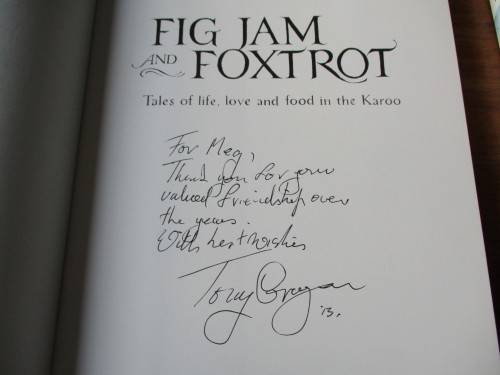 FIG JAM
AND FOXTROT
Tales of life, love and food in the Karoo
For Meg,
Thank you for your
valued friendship over
the years.
With best wishes
Tony
'13.